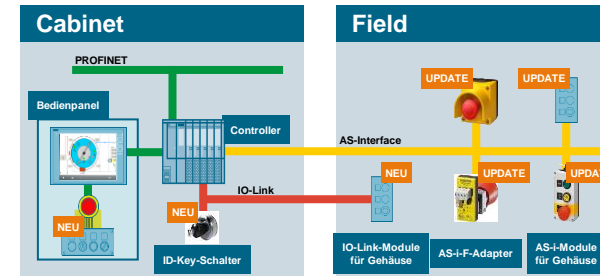 Cabinet
Field
PROFINET
UPDATE
UPDATE
Bedienpanel
Controller
AS-Interface
NEU
UPDATE
UPDA
IO-Link
NEU
NEU
ID-Key-Schalter
IO-Link-Module
für Gehäuse
AS-i-F-Adapter
AS-i-Module
für Gehäuse